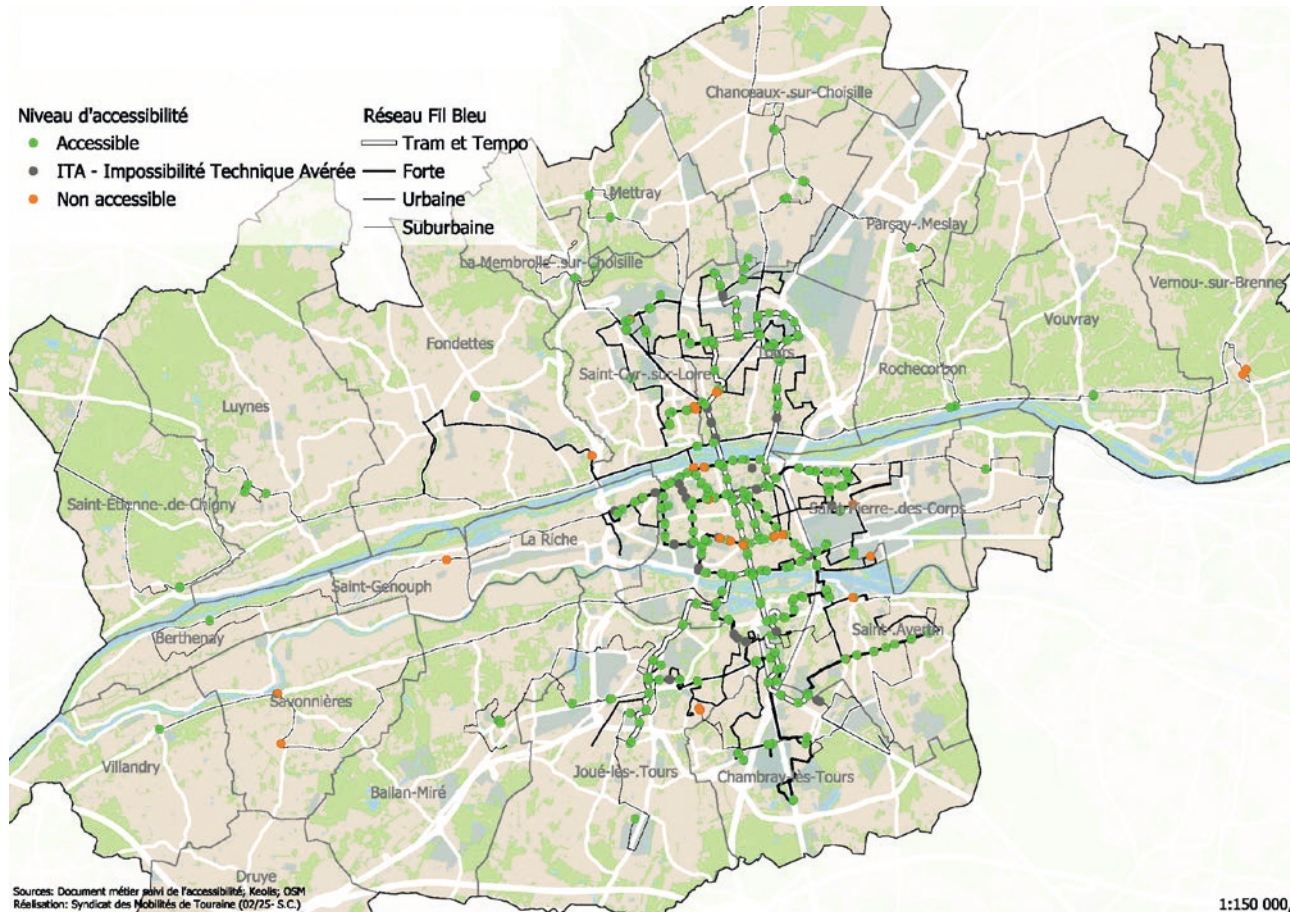 Niveau d'accessibilité
Accessible
ITA - Impossibilité Technique Avérée
Non accessible
Réseau Fil Bleu
Tram et Tempo
Forte
Urbaine
Suburbaine
Chanceaux-.sur-Choisille
Mettray
Parçay-.Meslay
La Membrolle-.sur-Choisille
Vernou-.sur-Brenne
Vouvray
Fondettes
Tours
Saint-Cyr-.sur-Loire
Rochecorbon
Luynes
Saint-Étienne-.de-Chigny
Saint-Pierre-.des-Corps
La Riche
Saint-Genouph
Berthenay
Saint-.Avertin
Savonnières
Villandry
Joué-lès-.Tours
Chambray-lès-Tours
Ballan-Miré
Druye
Sources: Document métier suivi de l'accessibilité; Keolis; OSM
Réalisation: Syndicat des Mobilités de Touraine (02/25- S.C.)
1:150 000,